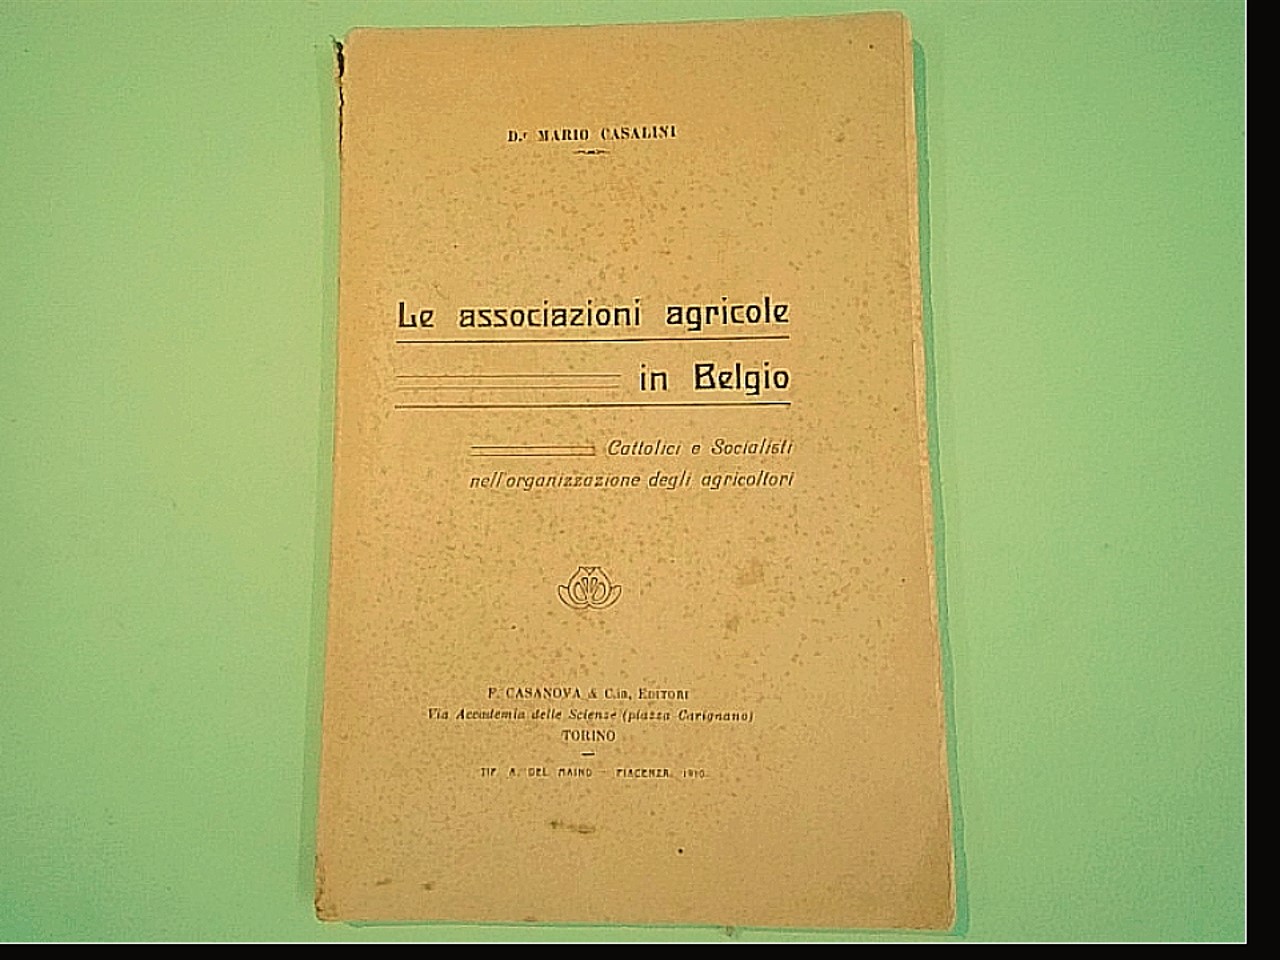 D.r MARIO CASALINI
Le associazioni agricole
in Belgio
Cattolici e Socialisti
nell'organizzazione degli agricoltori
F. CASANOVA & C.ia, EDITORI
Via Accademia delle Scienze (piazza Carignano)
TORINO
TIP. A. DEL MAINO - PIACENZA, 1910.